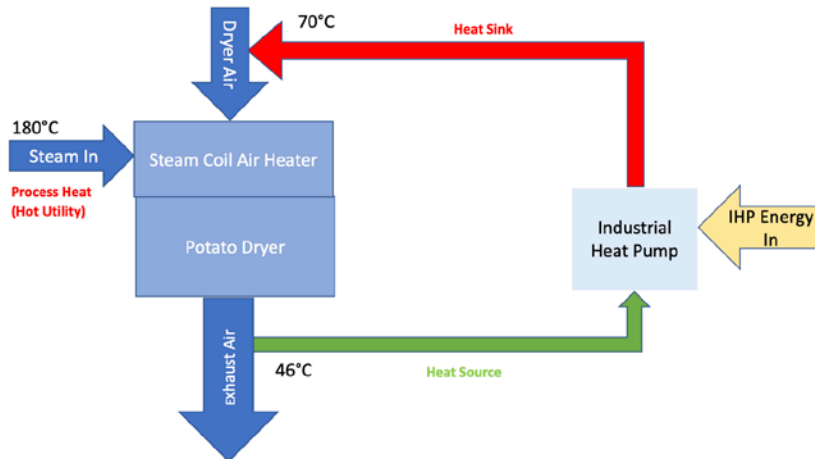 70°C
Heat Sink
Dryer Air
180°C
Steam In
Steam Coil Air Heater
Process Heat
(Hot Utility)
Potato Dryer
Industrial
Heat Pump
IHP Energy
In
Exhaust Air
46°C
Heat Source